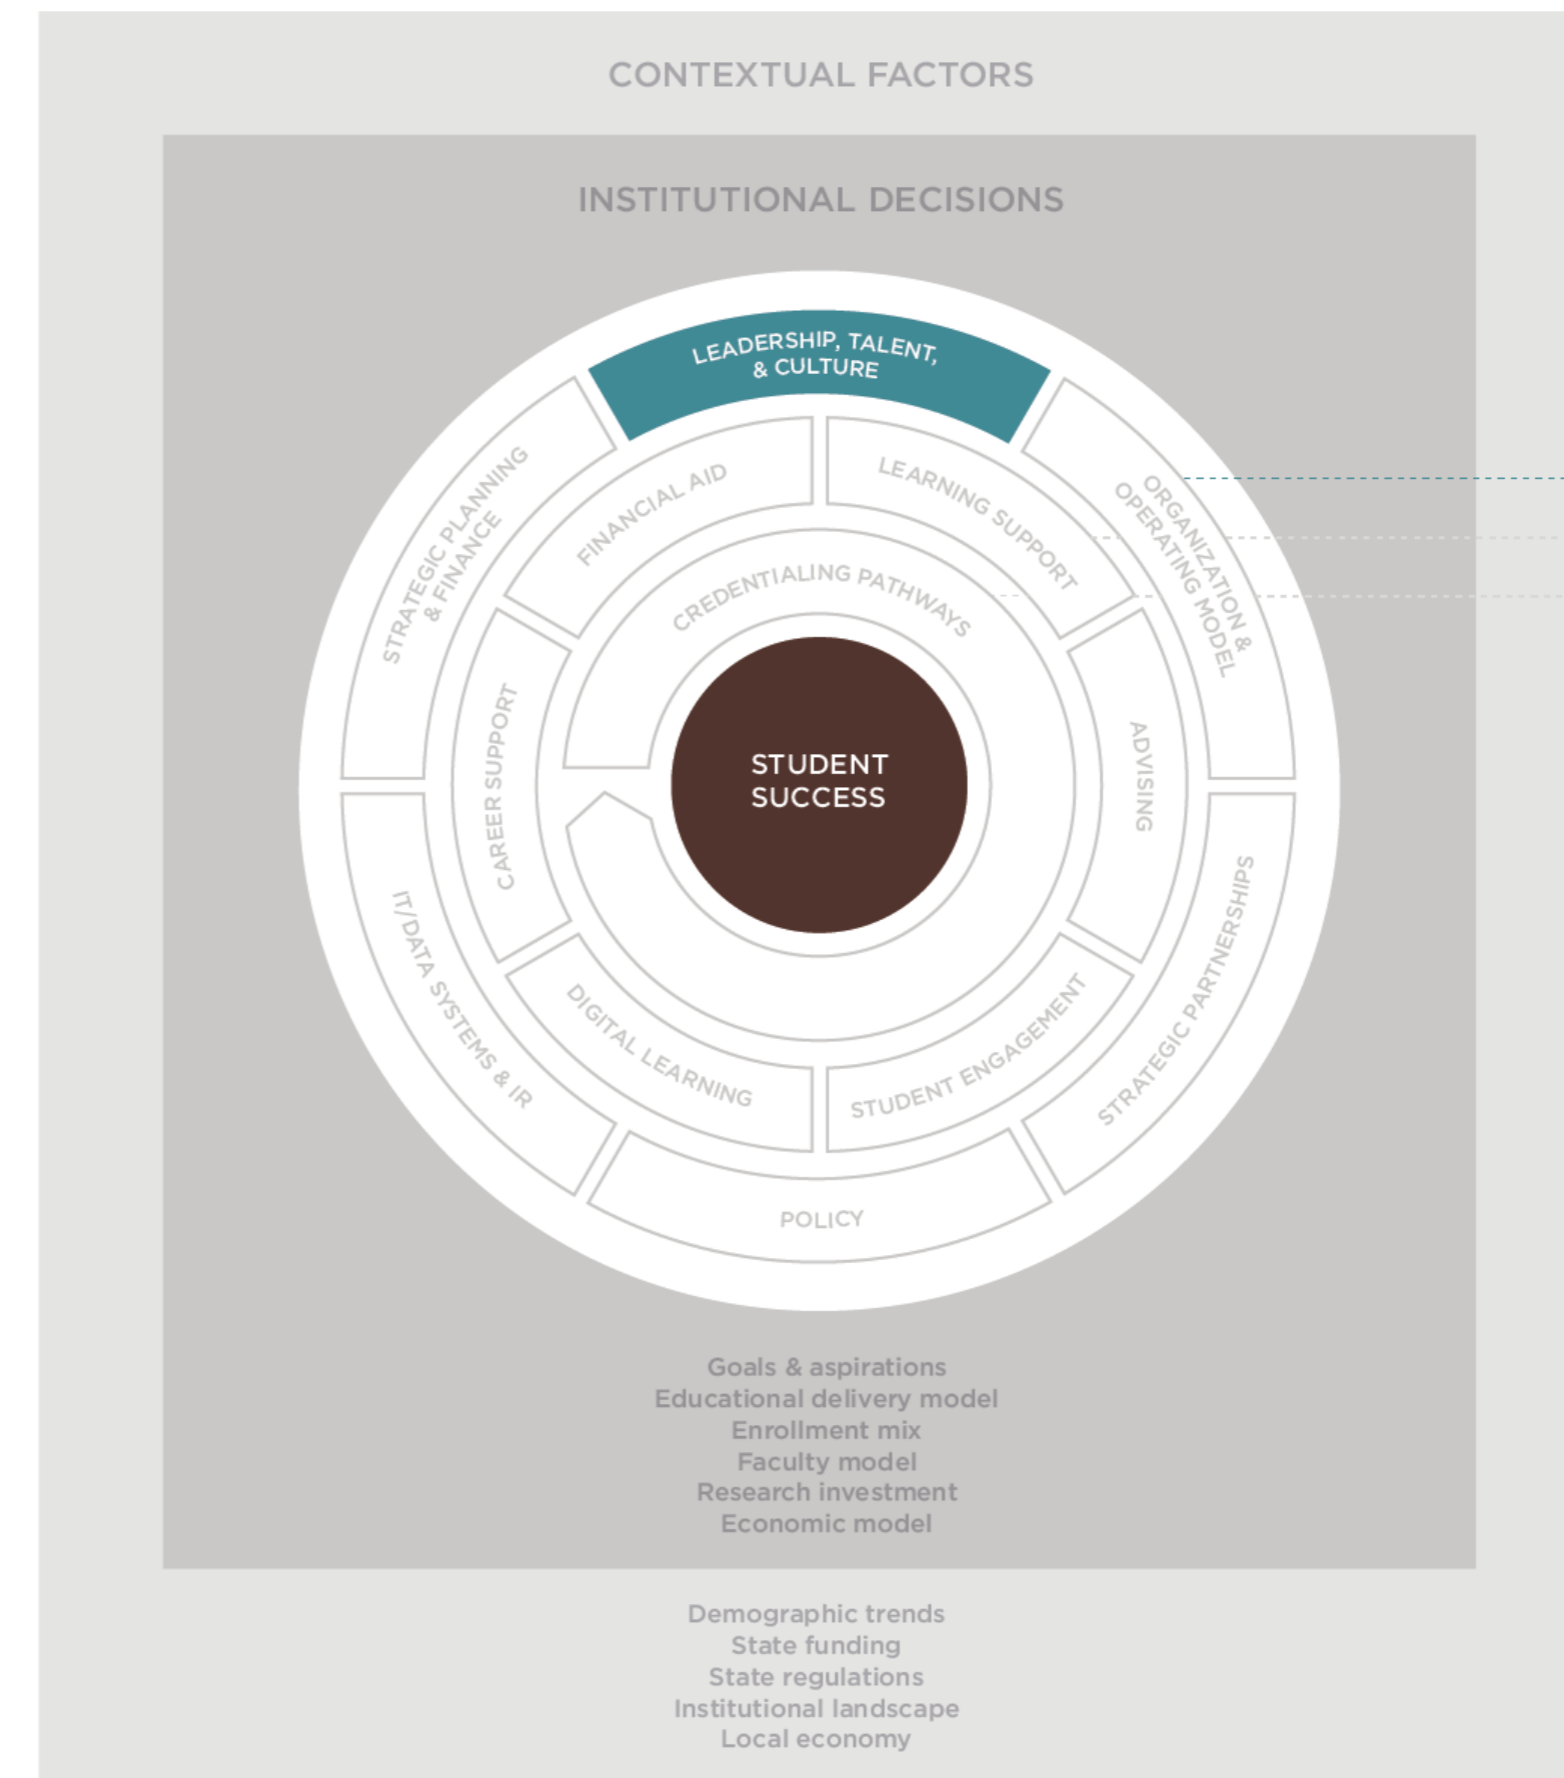 CONTEXTUAL FACTORS
INSTITUTIONAL DECISIONS
LEADERSHIP, TALENT,
& CULTURE
STRATEGIC PLANNING
& FINANCE
ORGANIZATION &
OPERATING MODEL
FINANCIAL AID
LEARNING SUPPORT
CREDENTIALING PATHWAYS
CAREER SUPPORT
STUDENT
SUCCESS
ADVISING
IT/DATA SYSTEMS & IR
DIGITAL LEARNING
STUDENT ENGAGEMENT
STRATEGIC PARTNERSHIPS
POLICY
Goals & aspirations
Educational delivery model
Enrollment mix
Faculty model
Research investment
Economic model
Demographic trends
State funding
State regulations
Institutional landscape
Local economy